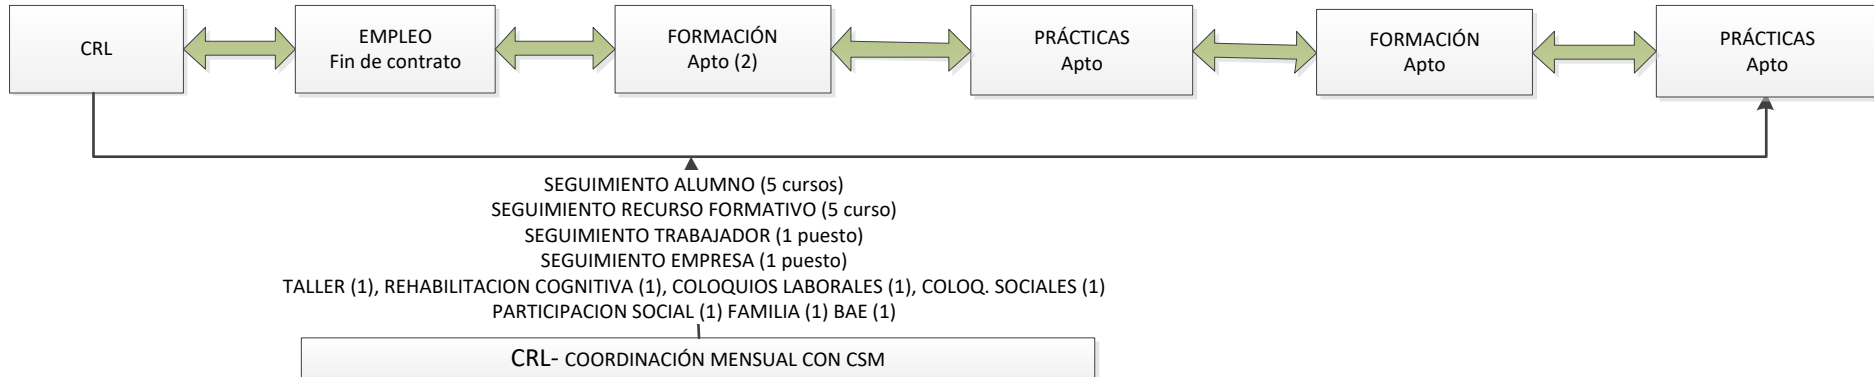 CRL
EMPLEO
Fin de contrato
FORMACIÓN
Apto (2)
PRÁCTICAS
Apto
FORMACIÓN
Apto
PRÁCTICAS
Apto
SEGUIMIENTO ALUMNO (5 cursos)
SEGUIMIENTO RECURSO FORMATIVO (5 curso)
SEGUIMIENTO TRABAJADOR (1 puesto)
SEGUIMIENTO EMPRESA (1 puesto)
TALLER (1), REHABILITACION COGNITIVA (1), COLOQUIOS LABORALES (1), COLOQ. SOCIALES (1)
PARTICIPACION SOCIAL (1) FAMILIA (1) BAE (1)
CRL- COORDINACIÓN MENSUAL CON CSM